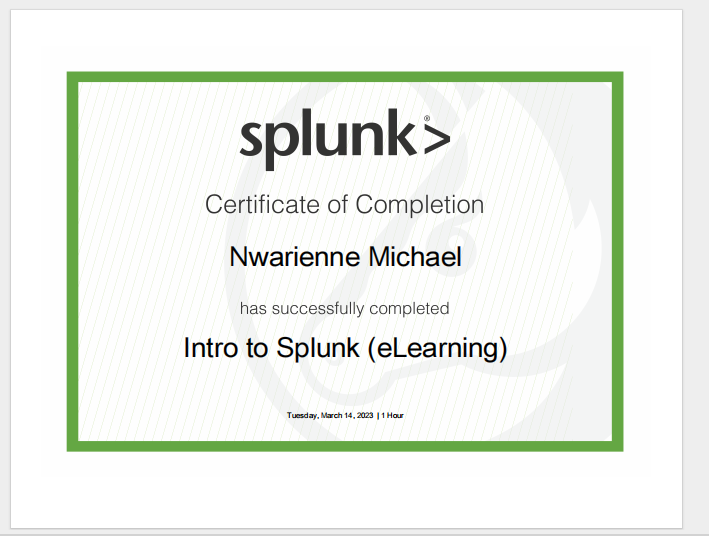 splunk>®
Certificate of Completion
Nwarienne Michael
has successfully completed
Intro to Splunk (eLearning)
Tuesday, March 14, 2023 | 1 Hour